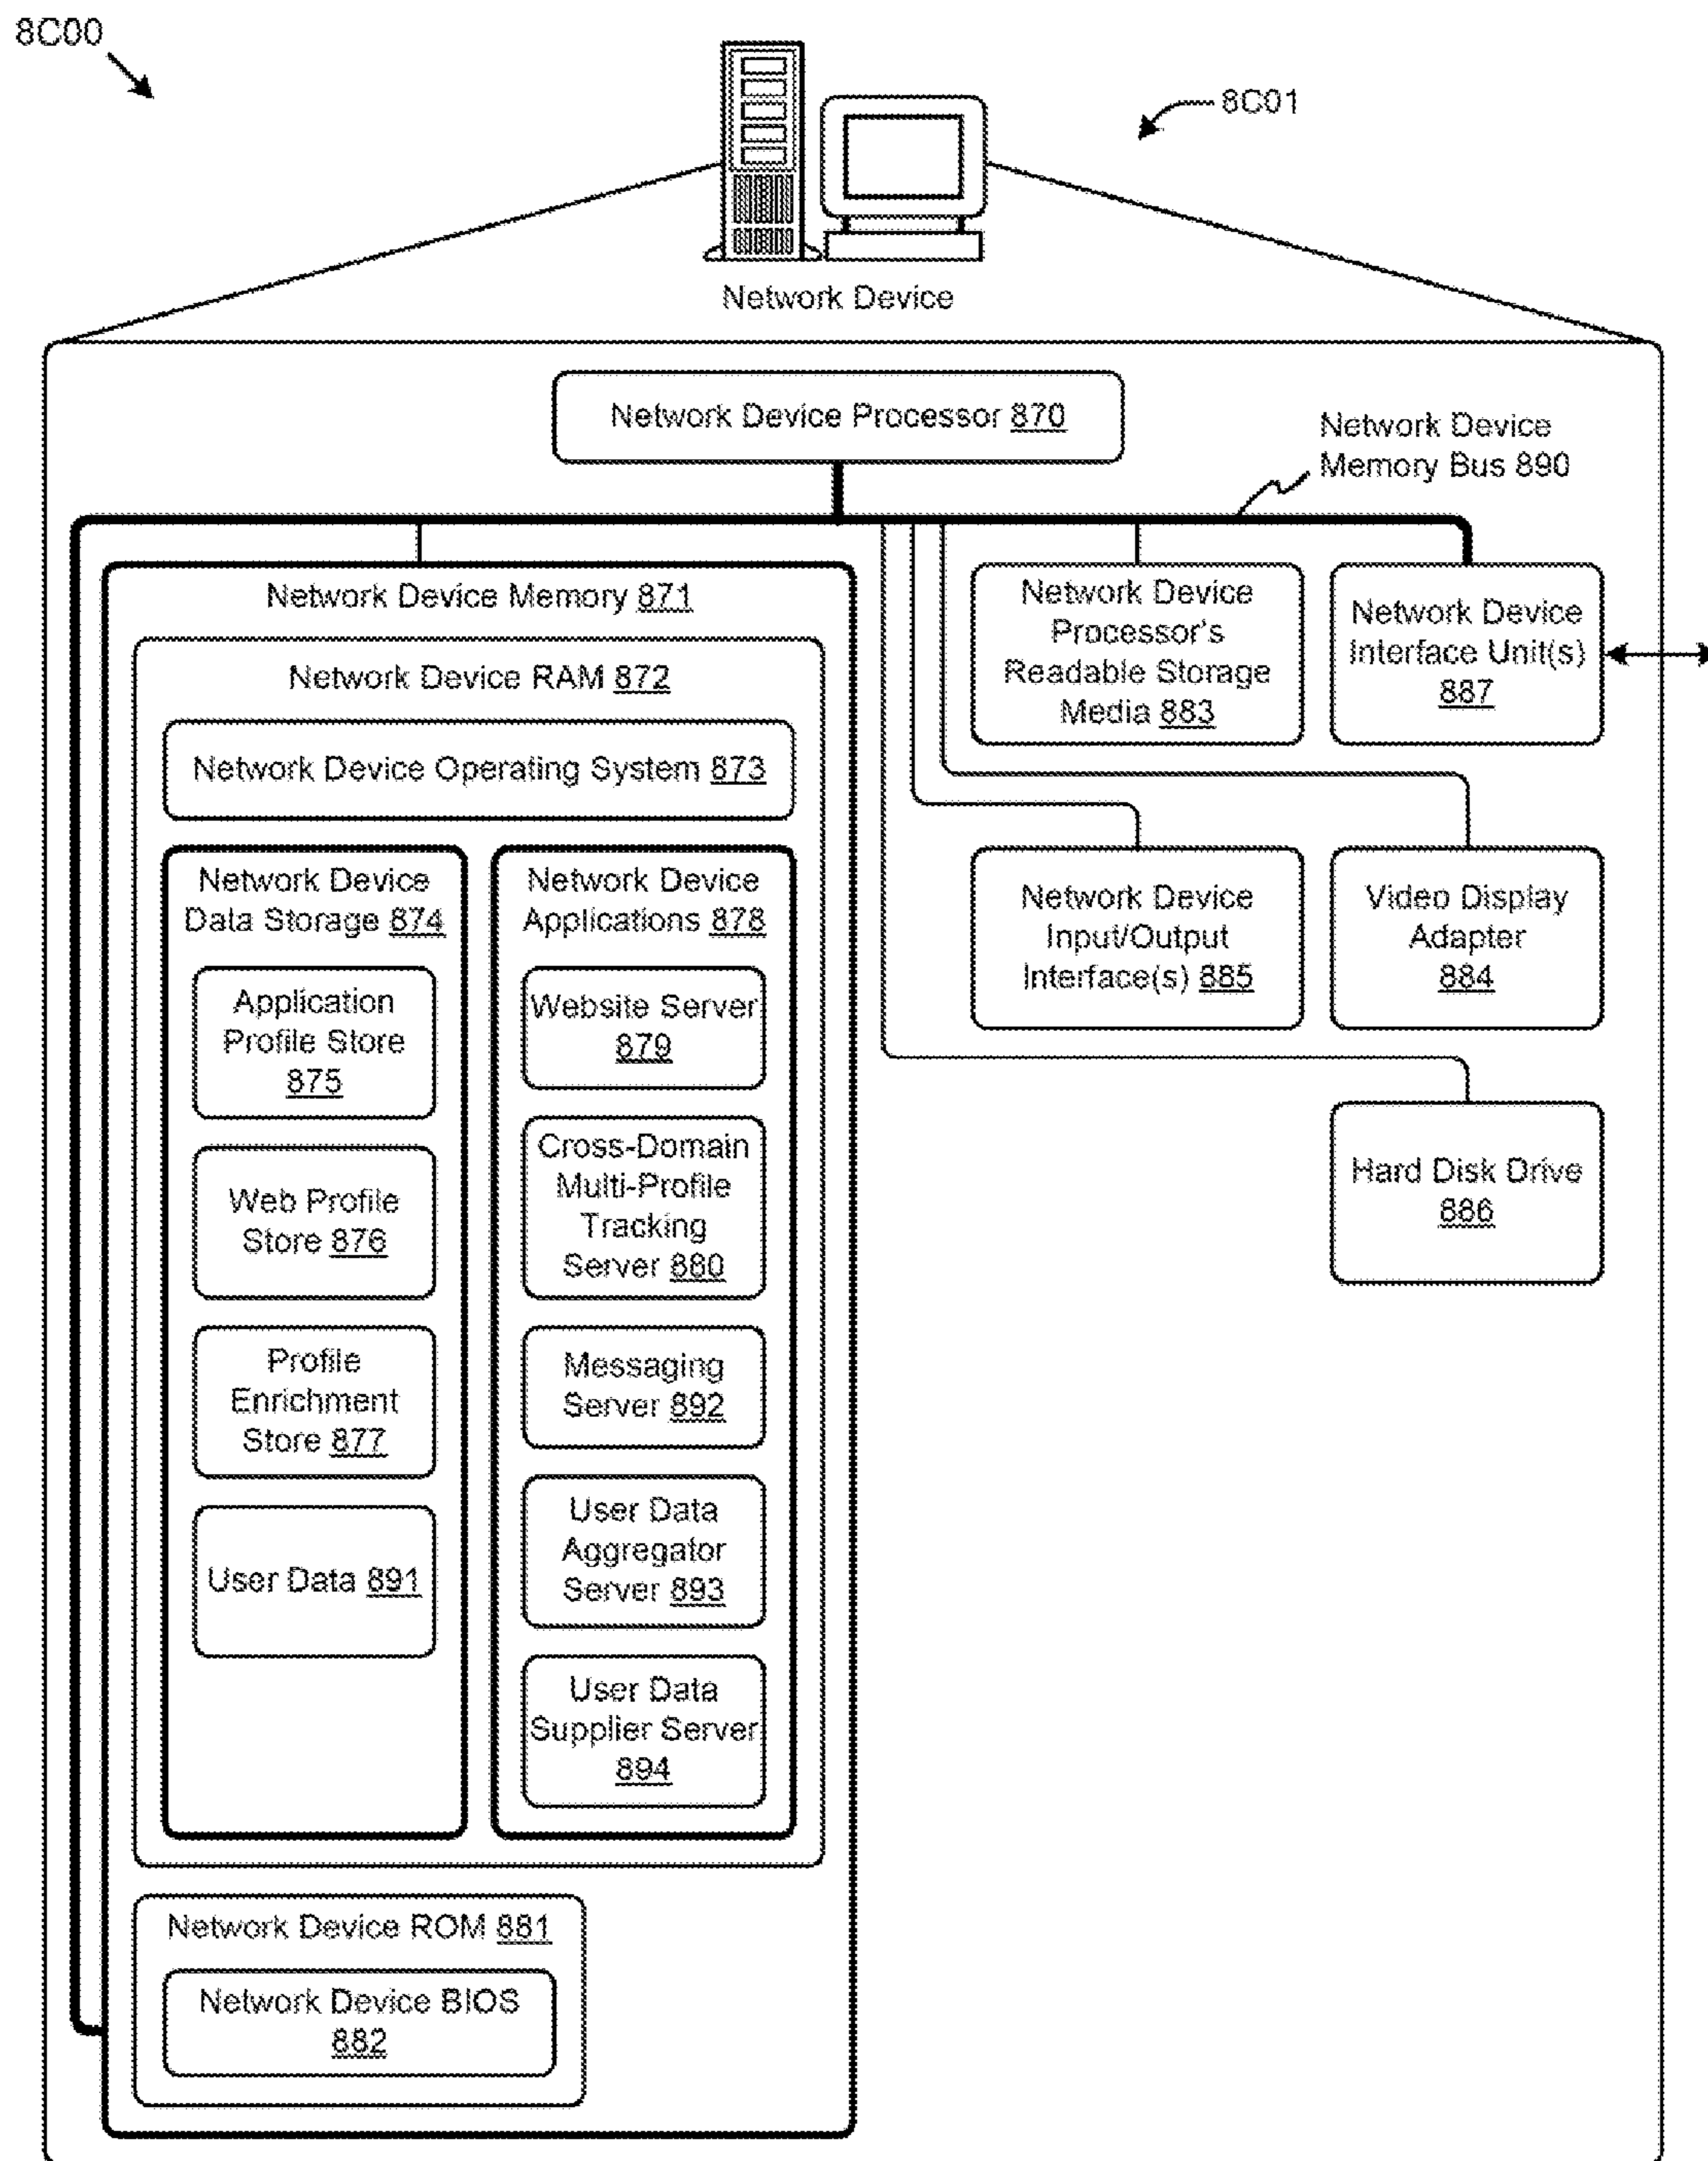 8C00
8C01
Network Device
Network Device Processor 870
Network Device
Memory Bus 890
Network Device Memory 871
Network Device RAM 872
Network Device Operating System 873
Network Device
Data Storage 874
Application
Profile Store
875
Web Profile
Store 876
Profile
Enrichment
Store 877
User Data 891
Network Device
Applications 878
Website Server
879
Cross-Domain
Multi-Profile
Tracking
Server 880
Messaging
Server 892
User Data
Aggregator
Server 893
User Data
Supplier Server
894
Network Device ROM 881
Network Device BIOS
882
Network Device
Processor's
Readable Storage
Media 883
Network Device
Interface Unit(s)
887
Network Device
Input/Output
Interface(s) 885
Video Display
Adapter
884
Hard Disk Drive
886